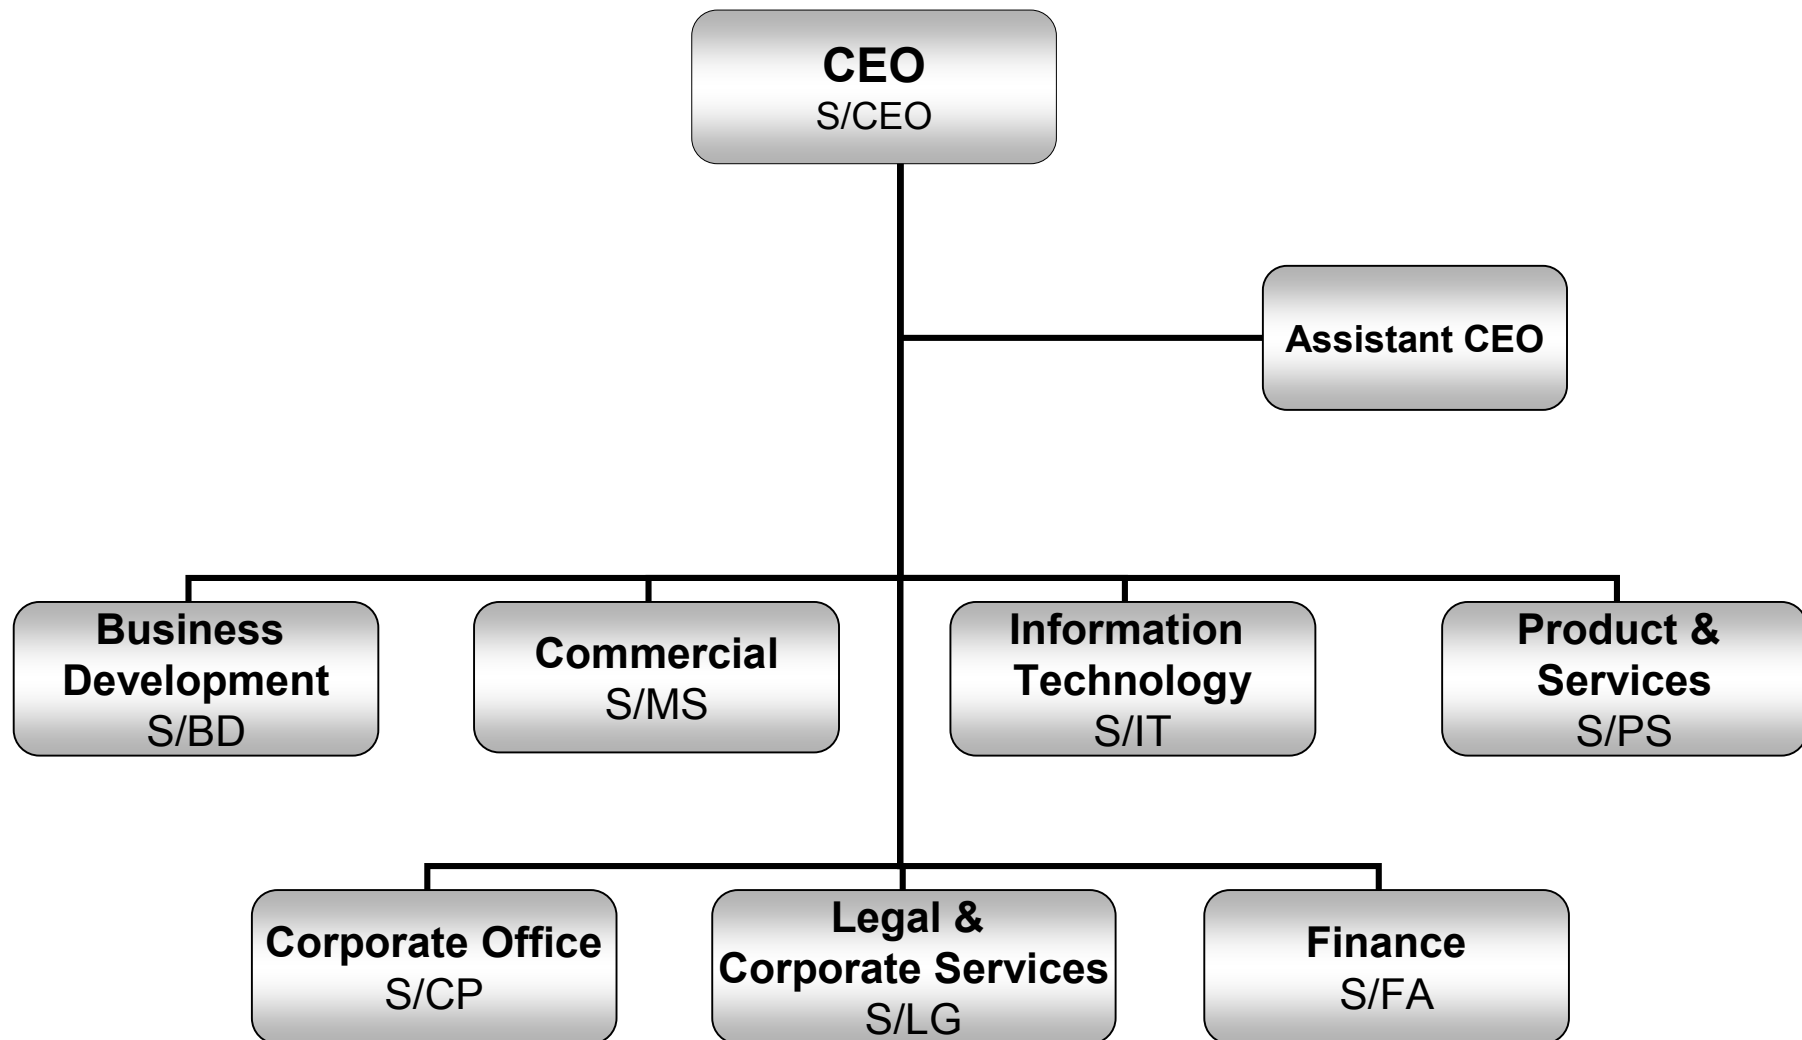 CEO
S/CEO
Assistant CEO
Business
Development
S/BD
Commercial
S/MS
Information
Technology
S/IT
Product &
Services
S/PS
Corporate Office
S/CP
Legal &
Corporate Services
S/LG
Finance
S/FA